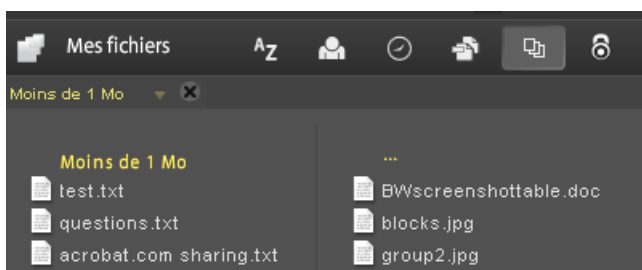 Mes fichiers AZ
Moins de 1 Mo
Moins de 1 Mo
test.txt
questions.txt
acrobat.com sharing.txt
...
BWscreenshottable.doc
blocks.jpg
group2.jpg